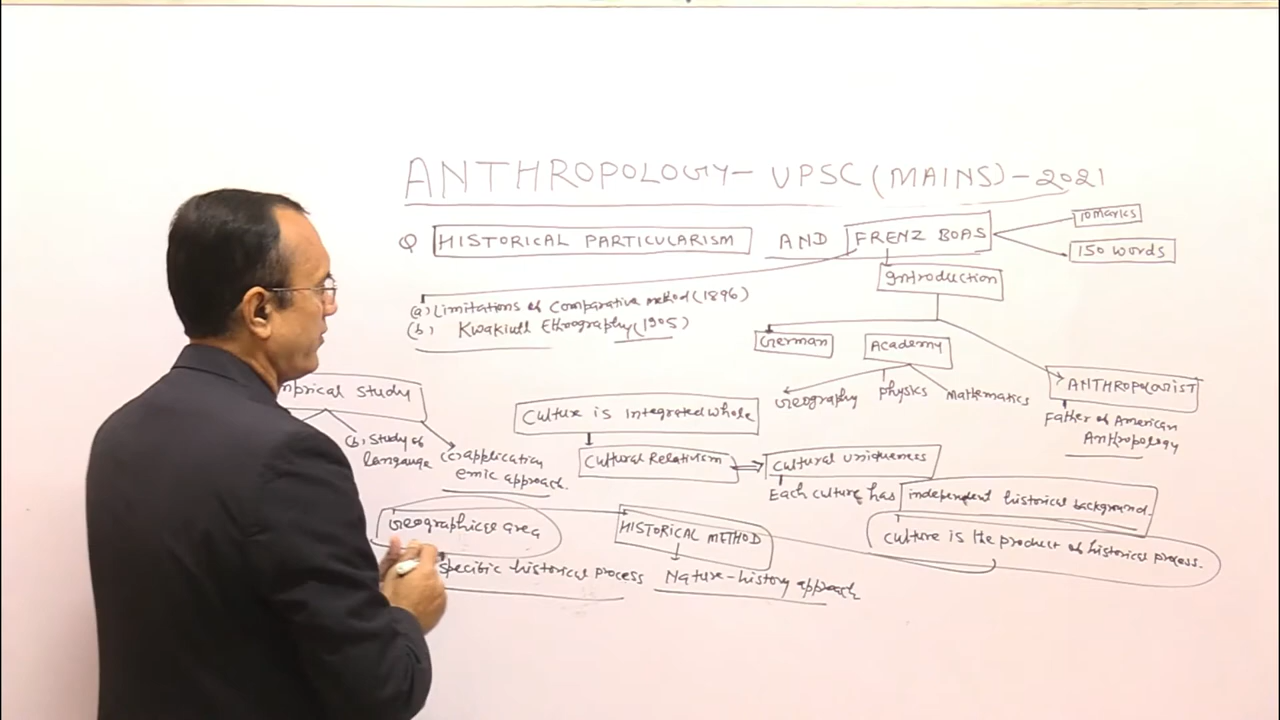 ANTHROPOLOGY- UPSC (MAINS) - 2021
Q HISTORICAL PARTICULARISM AND FRENZ BOAS
10 marks
150 words
Introduction
(a) Limitations of Comparative method (1896)
(b) Kwakiutl Ethnography (1905)
German
Academy
ANTHROPOLOGIST
Geography
Physics
Mathematics
Father of American
Anthropology
mprical Study
(b) Study of
langauge
(c) application
emic approach.
Culture is Integrated whole
Cultural Relativism
Cultural uniqueness
Each culture has independent historical background.
culture is the product of historical process.
Geographical area
HISTORICAL METHOD
specific historical process
Nature-history approach